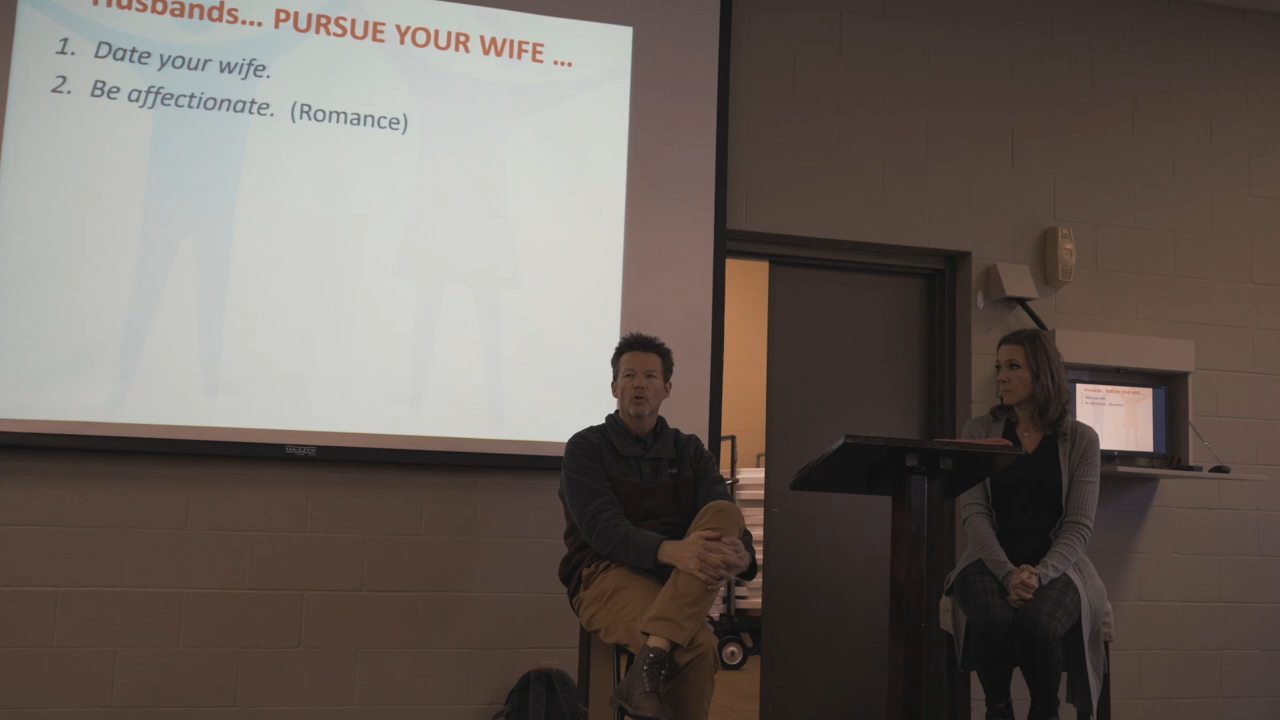 Husbands... PURSUE YOUR WIFE ...
1. Date your wife.
2. Be affectionate. (Romance)